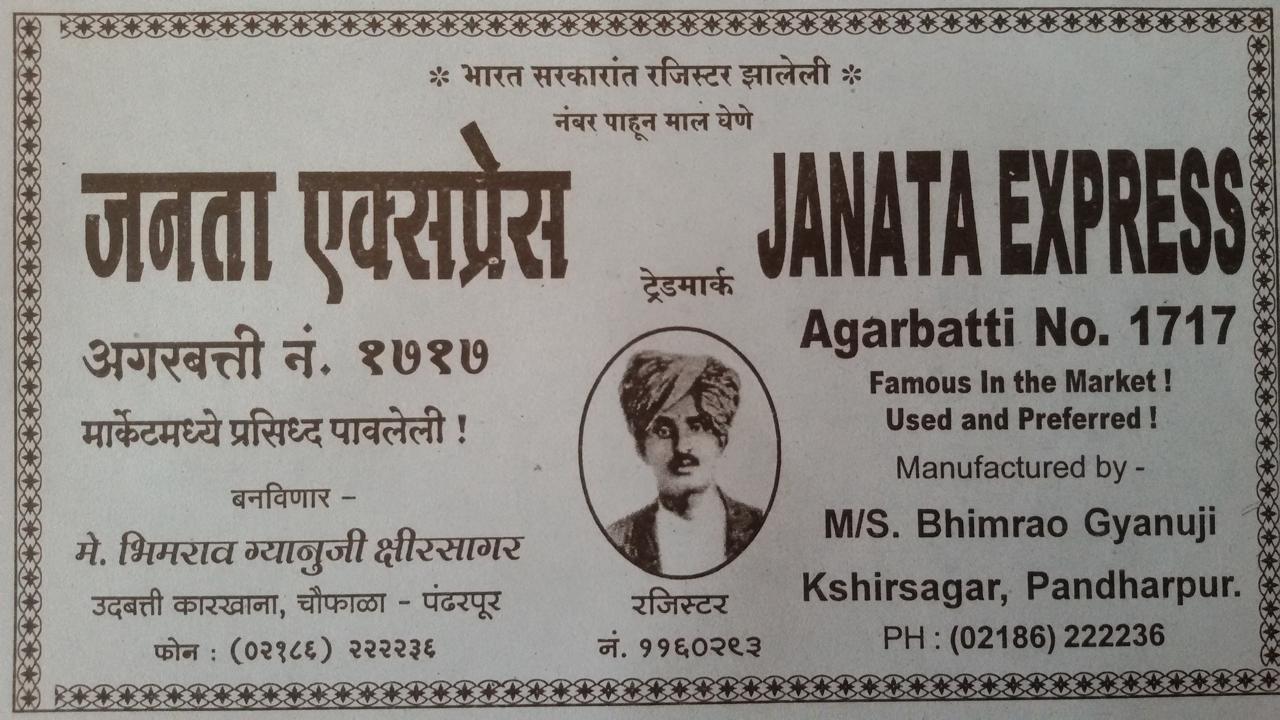 * भारत सरकारांत रजिस्टर झालेली *
नंबर पाहून माल घेणे
जनता एक्सप्रेस
अगरबत्ती नं. १७१७
मार्केटमध्ये प्रसिध्द पावलेली !
बनविणार -
मे. भिमराव ग्यानुजी क्षीरसागर
उदबत्ती कारखाना, चौफाळा - पंढरपूर
फोन : (०२१८६) २२२२३६
ट्रेडमार्क
रजिस्टर
नं. ११६०२९३
JANATA EXPRESS
Agarbatti No. 1717
Famous In the Market !
Used and Preferred !
Manufactured by -
M/S. Bhimrao Gyanuji
Kshirsagar, Pandharpur.
PH : (02186) 222236